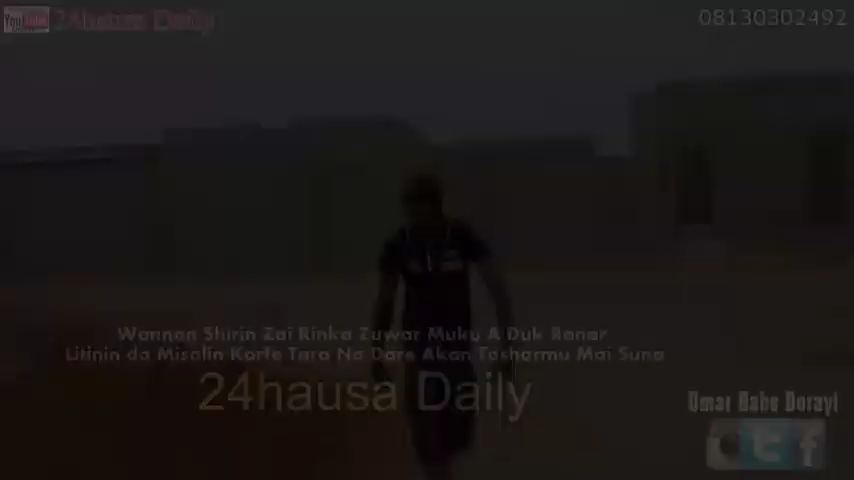 YouTube 24hausa Daily
08130302492
Wannan Shirin Zai Rinka Zuwar Muku A Duk Ranar
Litinin da Misalin Karfe Tara Na Dare Akan Tasharmu Mai Suna
24hausa Daily
Umar Baba Dorayi